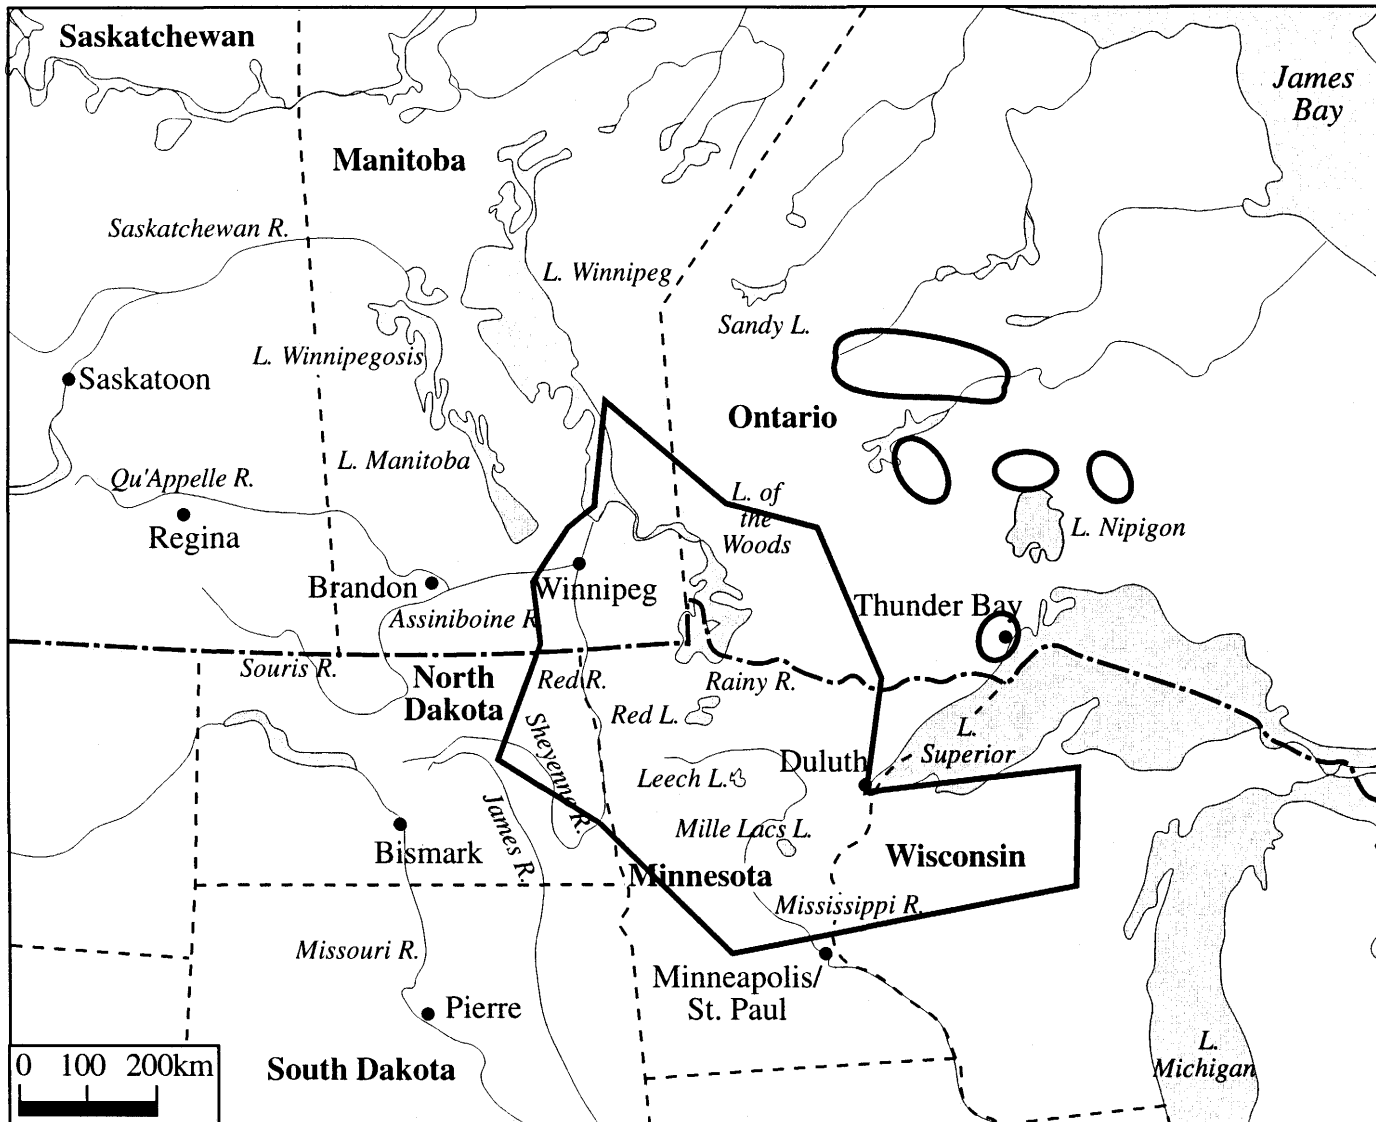 Saskatchewan
James
Bay
Manitoba
Saskatchewan R.
L. Winnipeg
Sandy L.
L. Winnipegosis
Saskatoon
Ontario
L. Manitoba
Qu'Appelle R.
L. of
the
Woods
Regina
L. Nipigon
Brandon
Winnipeg
Thunder Bay
Assiniboine R
Souris R.
North
Dakota
Red R.
Rainy R.
Red L.
Sheyenne R.
L.
Superior
Duluth
Leech L.
James R.
Mille Lacs L.
Bismark
Wisconsin
Minnesota
Mississippi R.
Missouri R.
Minneapolis/
St. Paul
Pierre
L.
Michigan
South Dakota
0 100 200km